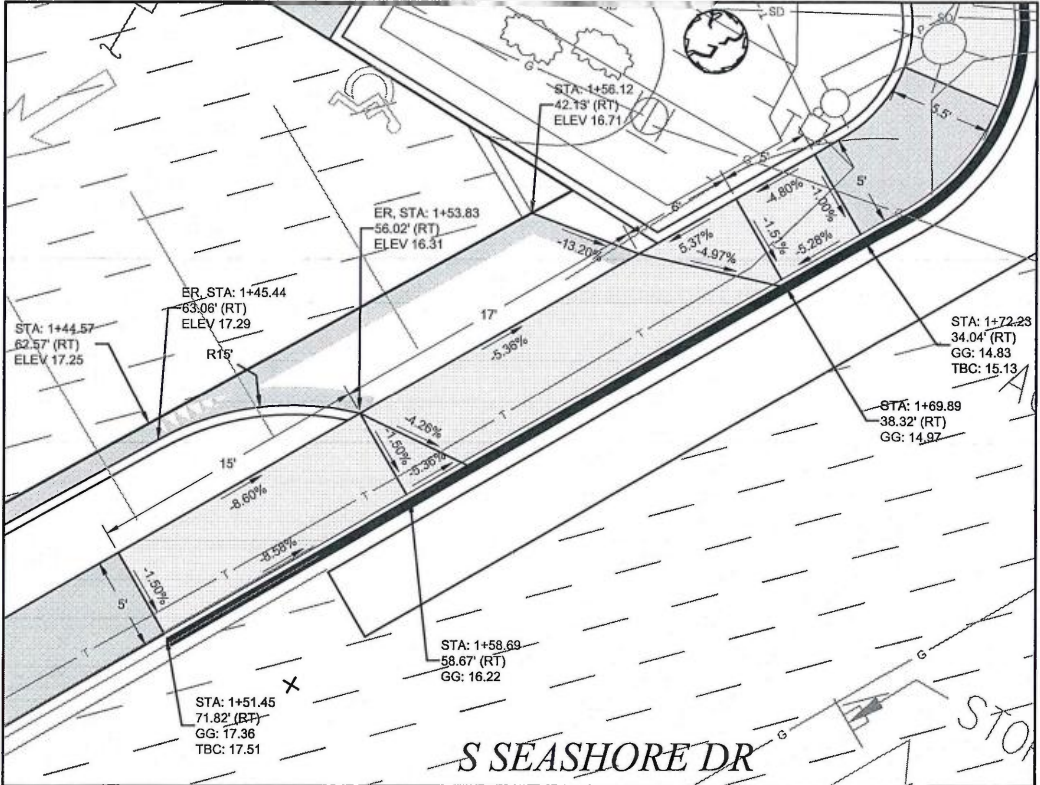 SD
P
SD
G
STA: 1+56.12
42.13' (RT)
ELEV 16.71
5.5'
ER, STA: 1+53.83
56.02' (RT)
ELEV 16.31
5'
6'
5'
-4.80%
-1.00%
-13.20%
5.37%
-4.97%
-1.51%
-5.28%
ER, STA: 1+45.44
63.06' (RT)
ELEV 17.29
STA: 1+44.57
62.57' (RT)
ELEV 17.25
R15'
17'
-5.36%
T
STA: 1+72.23
34.04' (RT)
GG: 14.83
TBC: 15.13
T
STA: 1+69.89
38.32' (RT)
GG: 14.97
-4.26%
-1.50%
-5.36%
15'
-8.60%
T
-8.58%
T
-1.50%
5'
T
STA: 1+58.69
58.67' (RT)
GG: 16.22
STA: 1+51.45
71.82' (RT)
GG: 17.36
TBC: 17.51
G
G
S SEASHORE DR